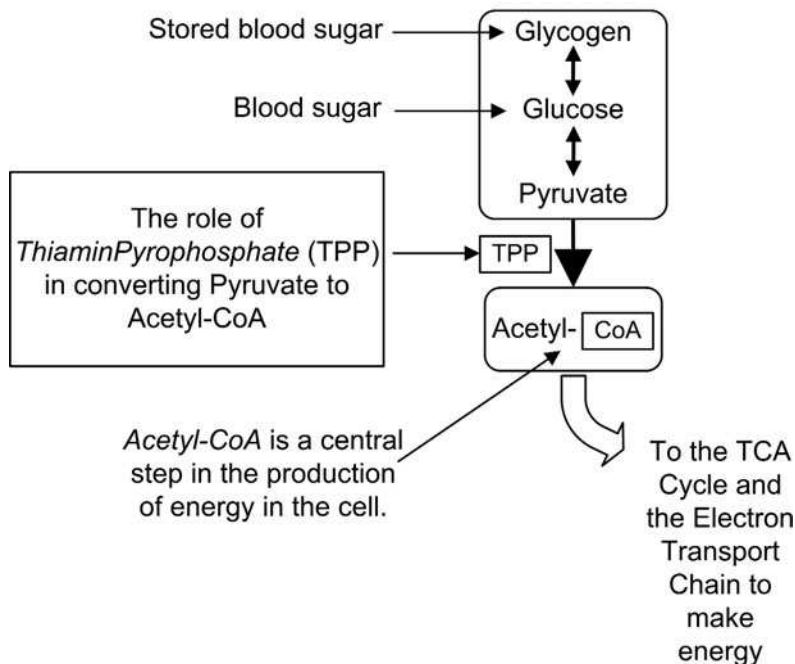 Stored blood sugar
Glycogen
Blood sugar
Glucose
Pyruvate
The role of
ThiaminPyrophosphate (TPP)
in converting Pyruvate to
Acetyl-CoA
TPP
Acetyl- CoA
Acetyl-CoA is a central
step in the production
of energy in the cell.
To the TCA
Cycle and
the Electron
Transport
Chain to
make
energy